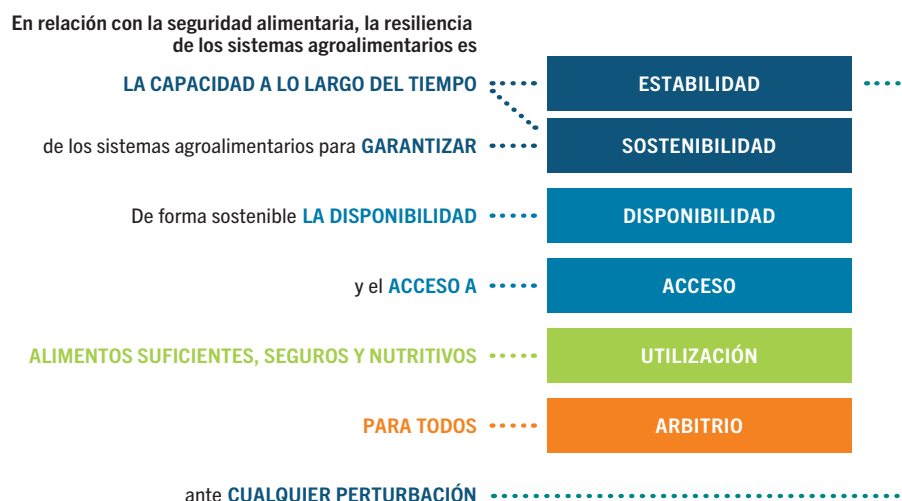 En relación con la seguridad alimentaria, la resiliencia
de los sistemas agroalimentarios es
LA CAPACIDAD A LO LARGO DEL TIEMPO
ESTABILIDAD
de los sistemas agroalimentarios para GARANTIZAR
SOSTENIBILIDAD
De forma sostenible LA DISPONIBILIDAD
DISPONIBILIDAD
y el ACCESO A
ACCESO
ALIMENTOS SUFICIENTES, SEGUROS Y NUTRITIVOS
UTILIZACIÓN
PARA TODOS
ARBITRIO
ante CUALQUIER PERTURBACIÓN